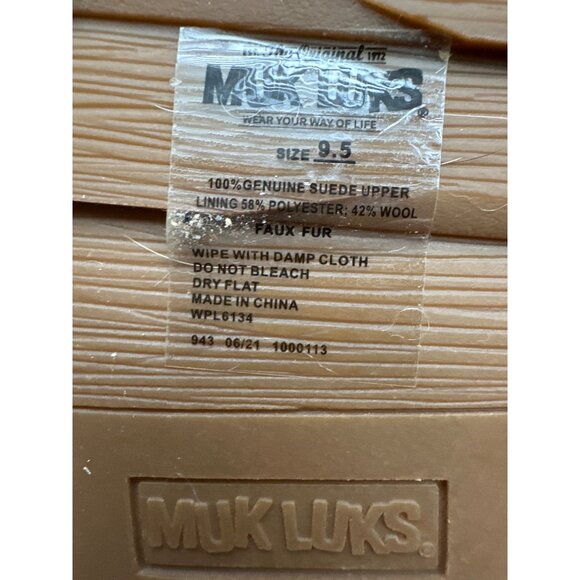 Original 1972
MUK LUKS®
WEAR YOUR WAY OF LIFE
SIZE 9.5
100%GENUINE SUEDE UPPER
LINING 58% POLYESTER; 42% WOOL
FAUX FUR
WIPE WITH DAMP CLOTH
DO NOT BLEACH
DRY FLAT
MADE IN CHINA
WPL6134
943 06/21 1000113
MUK LUKS®